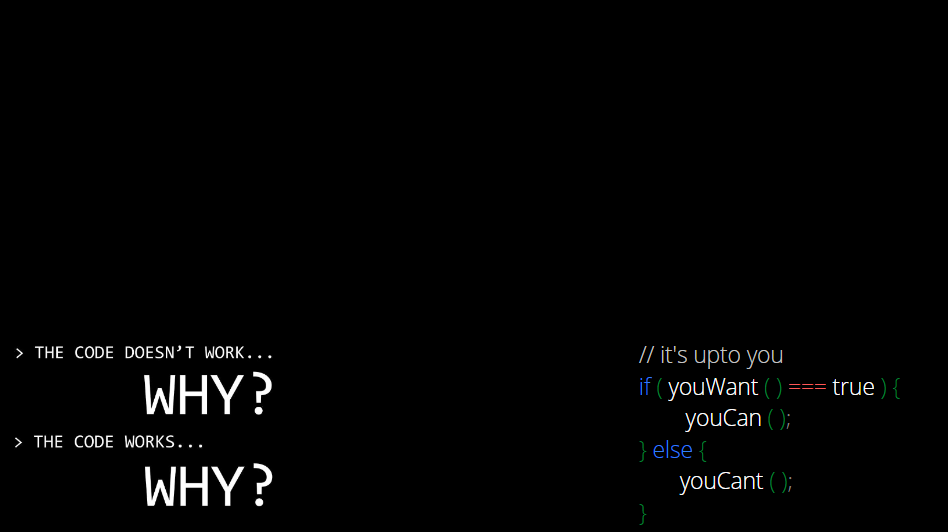 > THE CODE DOESN’T WORK...
WHY?
> THE CODE WORKS...
WHY?
// it's upto you
if ( youWant ( ) === true ) {
youCan ( );
} else {
youCant ( );
}